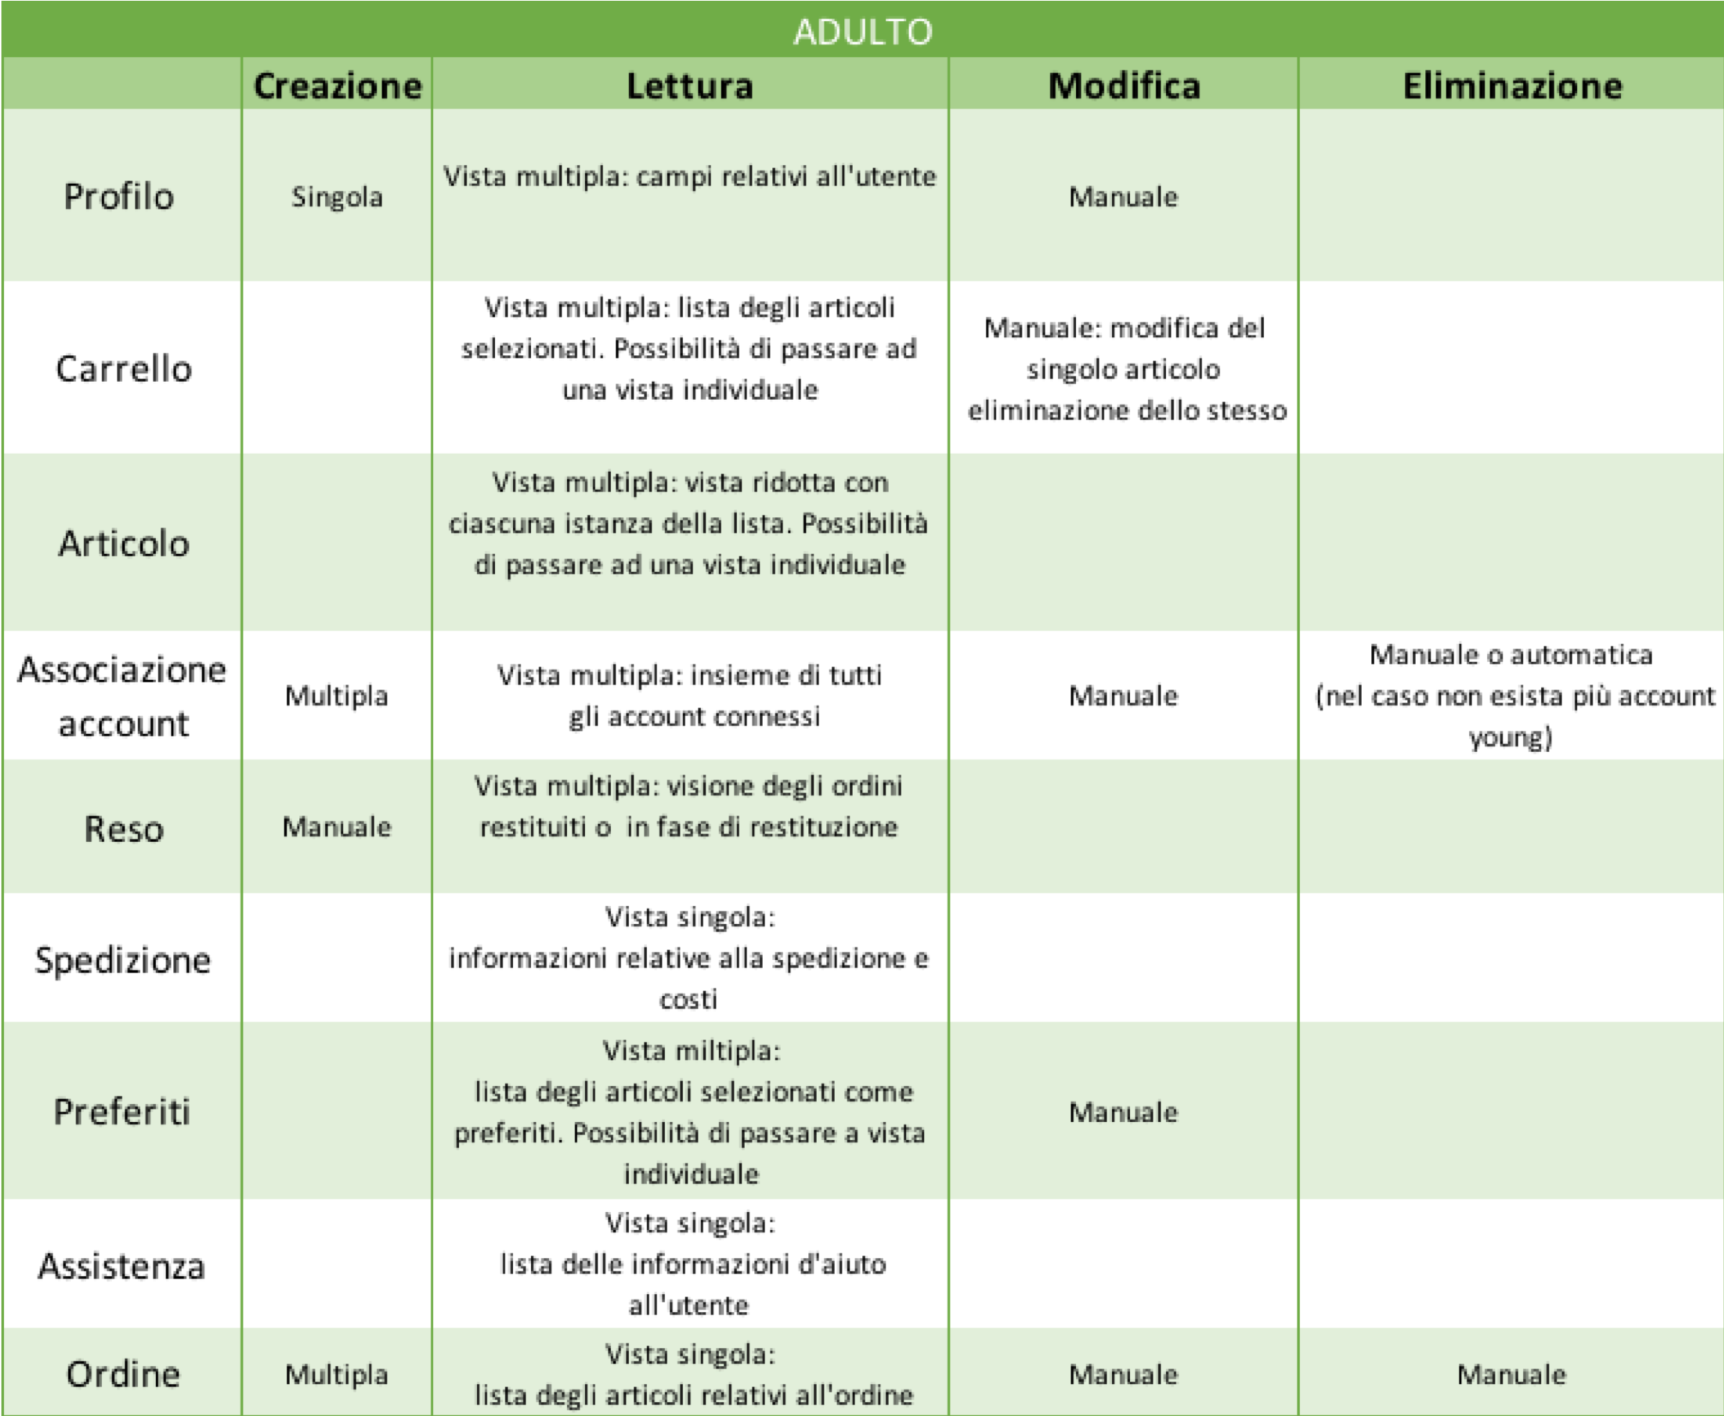 ADULTO
Creazione Lettura Modifica Eliminazione
Profilo
Singola
Vista multipla: campi relativi all'utente
Manuale
Carrello
Vista multipla: lista degli articoli
selezionati. Possibilità di passare ad
una vista individuale
Manuale: modifica del
singolo articolo
eliminazione dello stesso
Articolo
Vista multipla: vista ridotta con
ciascuna istanza della lista. Possibilità
di passare ad una vista individuale
Associazione
account
Multipla
Vista multipla: insieme di tutti
gli account connessi
Manuale
Manuale o automatica
(nel caso non esista più account
young)
Reso
Manuale
Vista multipla: visione degli ordini
restituiti o  in fase di restituzione
Spedizione
Vista singola:
informazioni relative alla spedizione e
costi
Preferiti
Vista miltipla:
lista degli articoli selezionati come
preferiti. Possibilità di passare a vista
individuale
Manuale
Assistenza
Vista singola:
lista delle informazioni d'aiuto
all'utente
Ordine
Multipla
Vista singola:
lista degli articoli relativi all'ordine
Manuale
Manuale